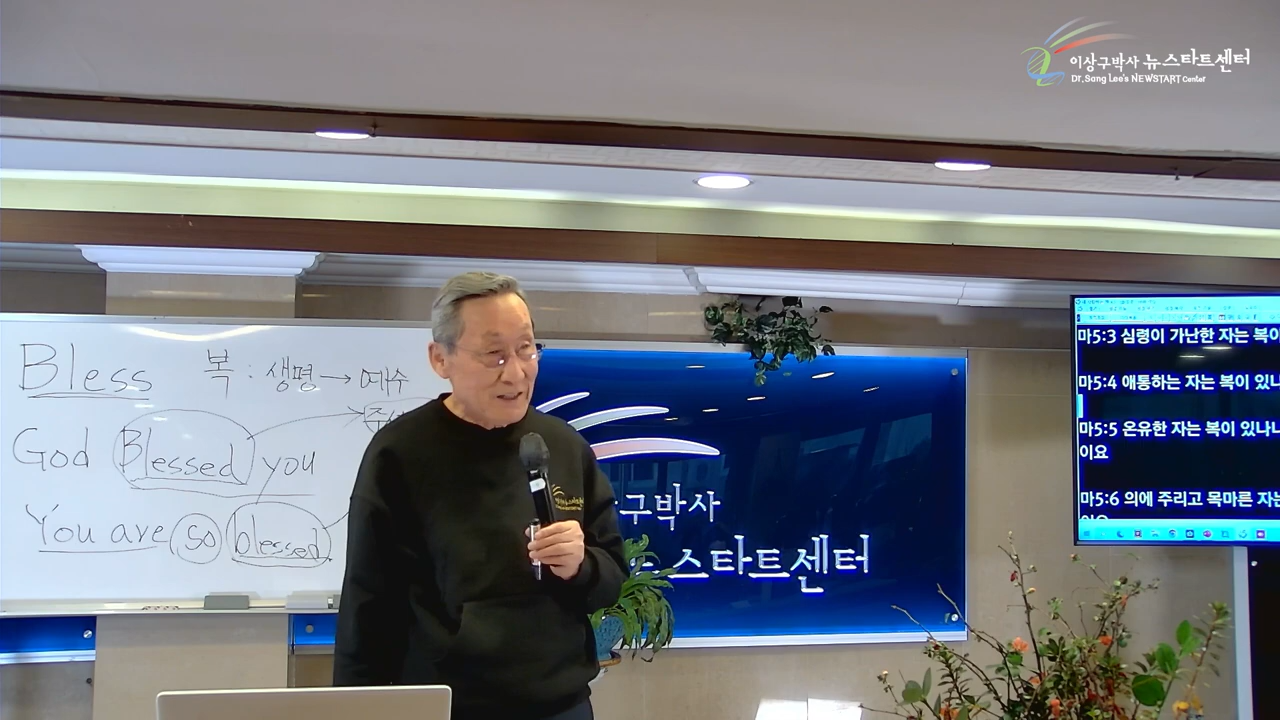 이상구박사 뉴스타트센터
Dr. Sang Lee's NEWSTART Center
Bless 복 : 생명 → 예수
God Blessed you
You are so blessed
구박사
스타트센터
마5:3 심령이 가난한 자는 복이
마5:4 애통하는 자는 복이 있나
마5:5 온유한 자는 복이 있나니
이요
마5:6 의에 주리고 목마른 자는